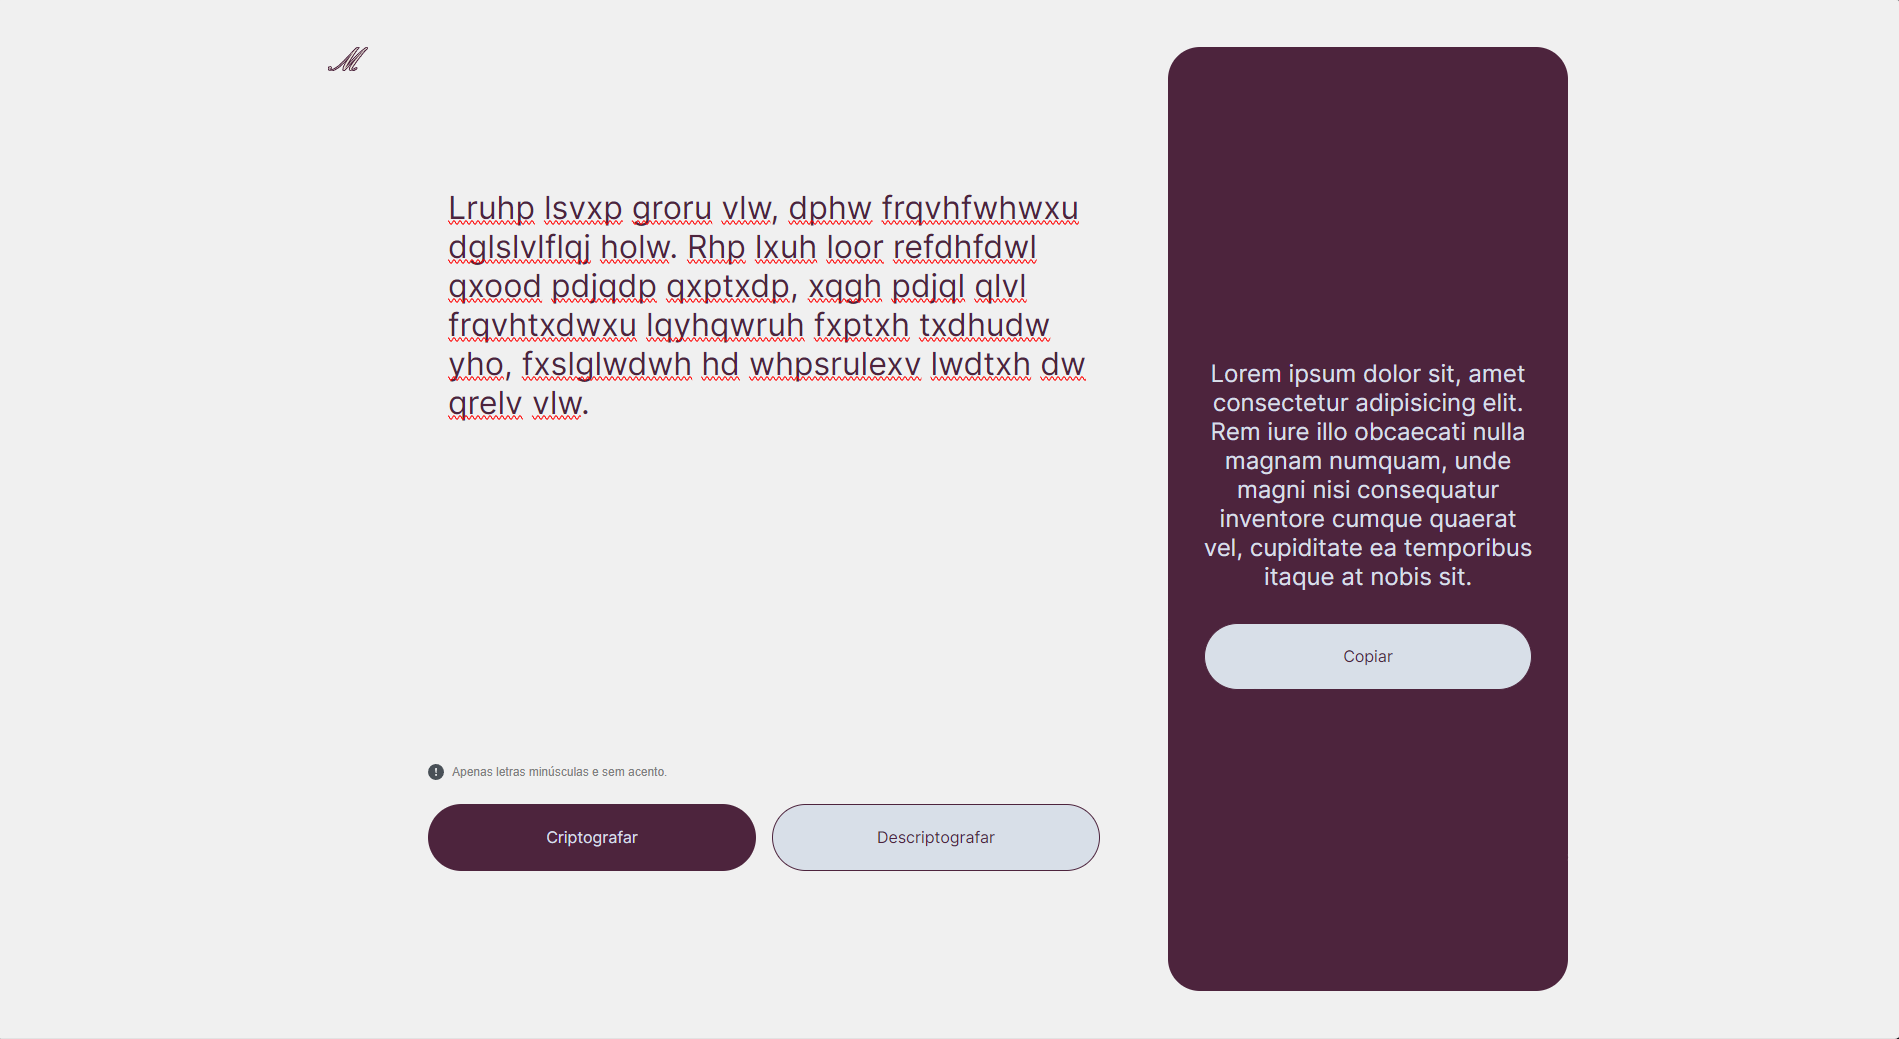 M
Lruhp lsvxp groru vlw, dphw frqvhfwhwxu
dglslvlflqj holw. Rhp lxuh loor refdhfdwl
qxood pdjqdp qxptxdp, xqgh pdjql qlvl
frqvhtxdwxu lqyhqwruh fxptxh txdhudw
yho, fxslglwdwh hd whpsrulexv lwdtxh dw
qrelv vlw.
Apenas letras minúsculas e sem acento.
Criptografar
Descriptografar
Lorem ipsum dolor sit, amet
consectetur adipisicing elit.
Rem iure illo obcaecati nulla
magnam numquam, unde
magni nisi consequatur
inventore cumque quaerat
vel, cupiditate ea temporibus
itaque at nobis sit.
Copiar